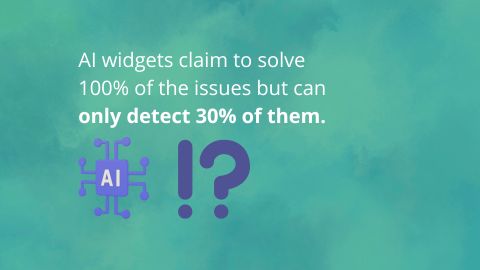 AI widgets claim to solve
100% of the issues but can
only detect 30% of them.
AI !?